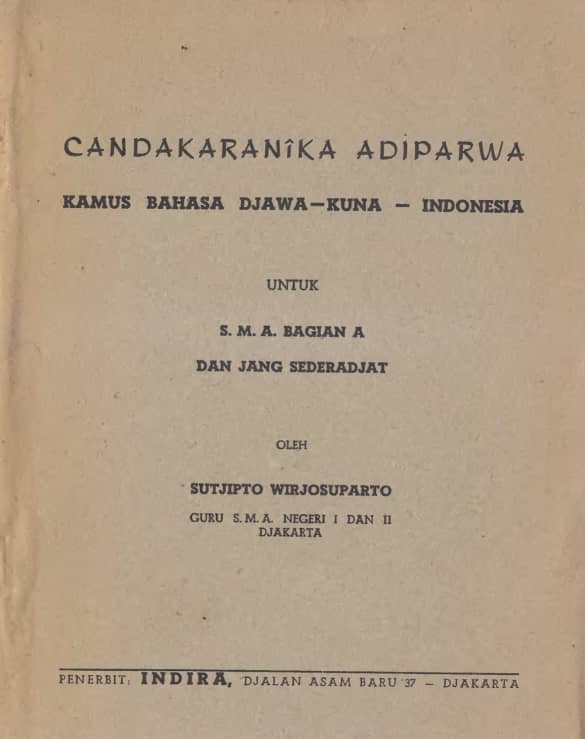 CANDAKARANÎKA ADIPARWA
KAMUS BAHASA DJAWA—KUNA — INDONESIA
UNTUK
S. M. A. BAGIAN A
DAN JANG SEDERADJAT
OLEH
SUTJIPTO WIRJOSUPARTO
GURU S. M. A. NEGERI I DAN II
DJAKARTA
PENERBIT: INDIRA, DJALAN ASAM BARU 37 — DJAKARTA